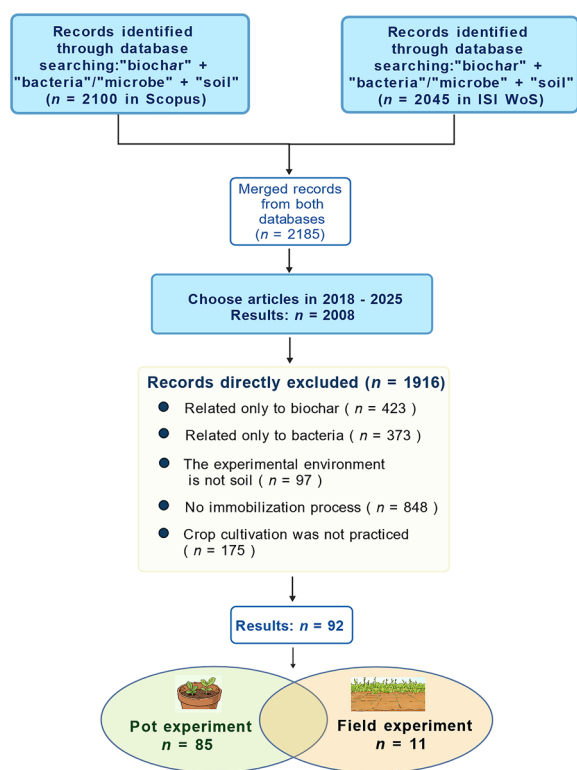 Records identified
through database
searching:"biochar" +
"bacteria"/"microbe" + "soil"
(n = 2100 in Scopus)
Records identified
through database
searching:"biochar" +
"bacteria"/"microbe" + "soil"
(n = 2045 in ISI WoS)
Merged records
from both
databases
(n = 2185)
Choose articles in 2018 - 2025
Results: n = 2008
Records directly excluded (n = 1916)
Related only to biochar ( n = 423 )
Related only to bacteria ( n = 373 )
The experimental environment
is not soil ( n = 97 )
No immobilization process ( n = 848 )
Crop cultivation was not practiced
( n = 175 )
Results: n = 92
Pot experiment
n = 85
Field experiment
n = 11